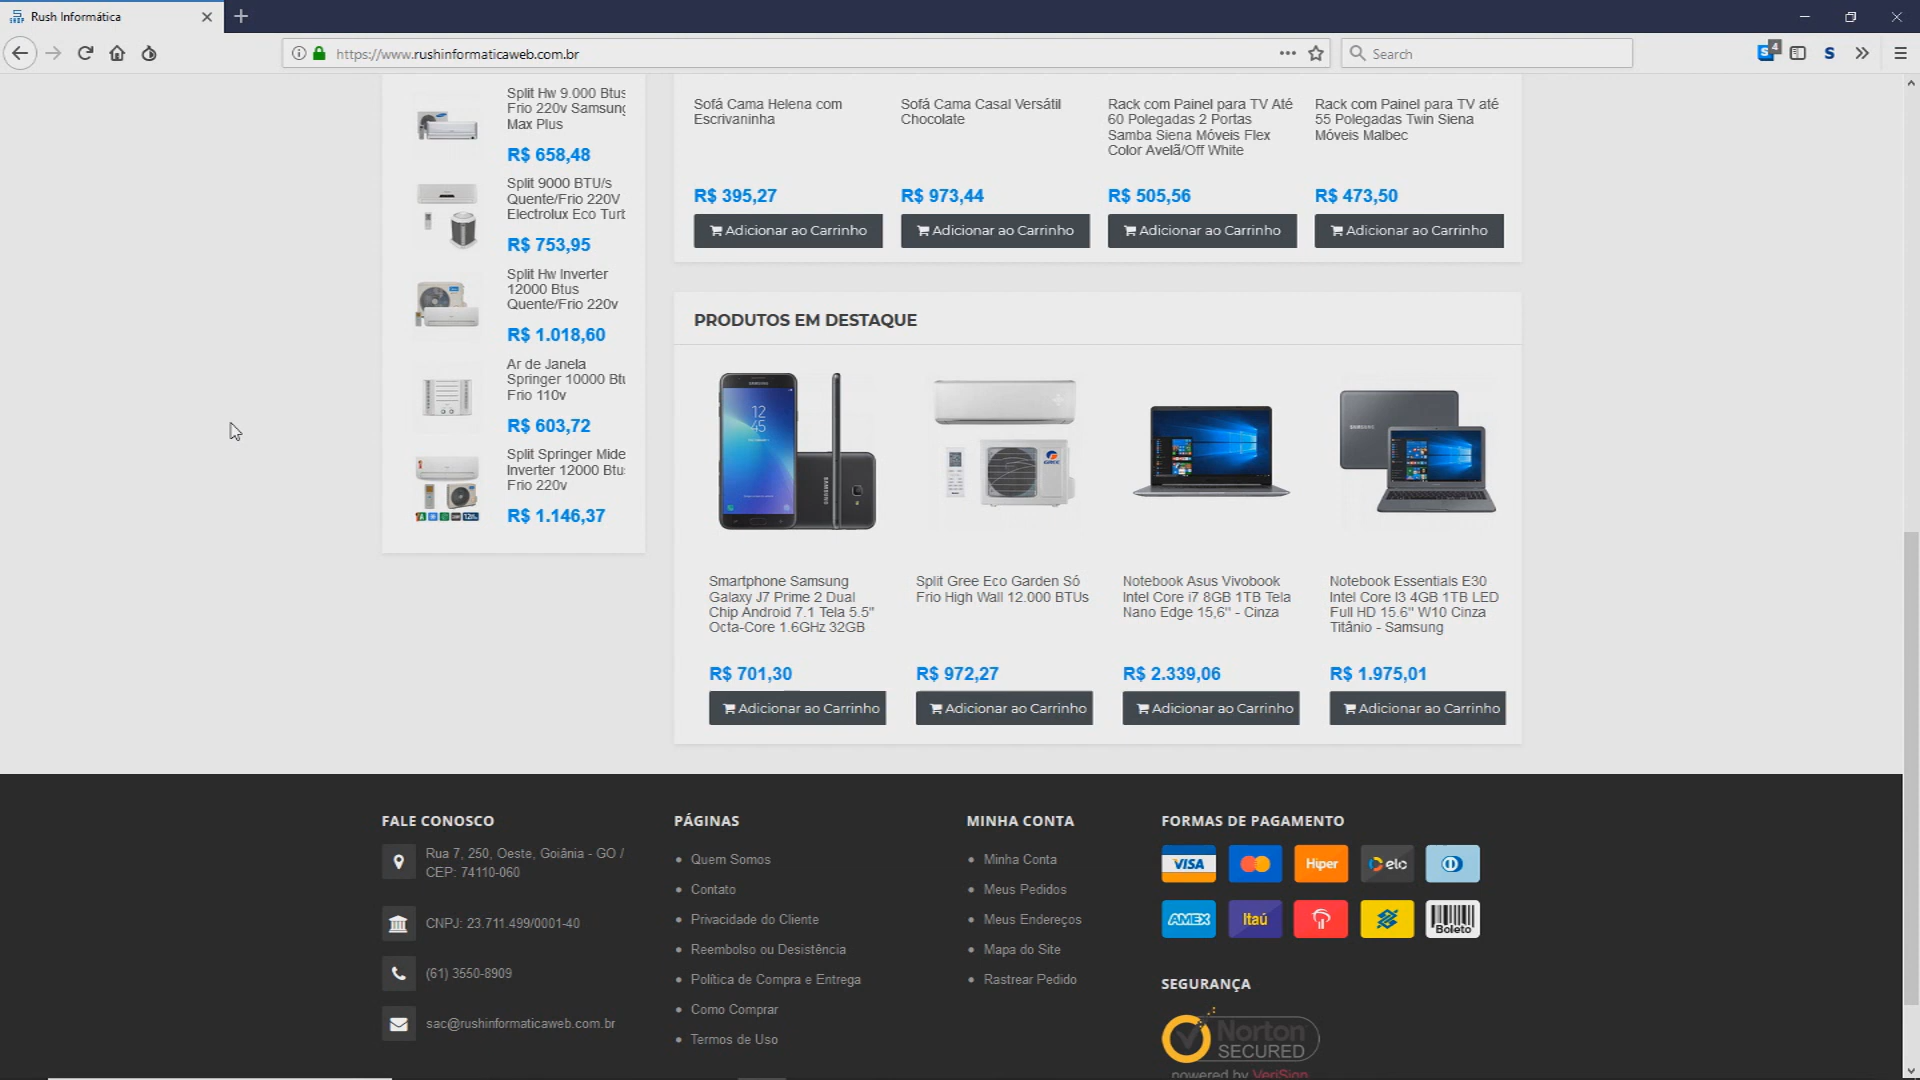 Rush Informática
https://www.rushinformaticaweb.com.br
Search
4
S
Split Hw 9.000 Btus
Frio 220v Samsung
Max Plus
R$ 658,48
Split 9000 BTU/s
Quente/Frio 220V
Electrolux Eco Turb
R$ 753,95
Split Hw Inverter
12000 Btus
Quente/Frio 220v
R$ 1.018,60
Ar de Janela
Springer 10000 Btu
Frio 110v
R$ 603,72
Split Springer Mide
Inverter 12000 Btus
Frio 220v
R$ 1.146,37
Sofá Cama Helena com
Escrivaninha
R$ 395,27
Adicionar ao Carrinho
Sofá Cama Casal Versátil
Chocolate
R$ 973,44
Adicionar ao Carrinho
Rack com Painel para TV Até
60 Polegadas 2 Portas
Samba Siena Móveis Flex
Color Avelã/Off White
R$ 505,56
Adicionar ao Carrinho
Rack com Painel para TV até
55 Polegadas Twin Siena
Móveis Malbec
R$ 473,50
Adicionar ao Carrinho
PRODUTOS EM DESTAQUE
12
45
SAMSUNG
GREE
SAMSUNG
Smartphone Samsung
Galaxy J7 Prime 2 Dual
Chip Android 7.1 Tela 5.5"
Octa-Core 1.6GHz 32GB
R$ 701,30
Adicionar ao Carrinho
Split Gree Eco Garden Só
Frio High Wall 12.000 BTUs
R$ 972,27
Adicionar ao Carrinho
Notebook Asus Vivobook
Intel Core i7 8GB 1TB Tela
Nano Edge 15,6" - Cinza
R$ 2.339,06
Adicionar ao Carrinho
Notebook Essentials E30
Intel Core I3 4GB 1TB LED
Full HD 15.6" W10 Cinza
Titânio - Samsung
R$ 1.975,01
Adicionar ao Carrinho
FALE CONOSCO
Rua 7, 250, Oeste, Goiânia - GO /
CEP: 74110-060
CNPJ: 23.711.499/0001-40
(61) 3550-8909
sac@rushinformaticaweb.com.br
PÁGINAS
Quem Somos
Contato
Privacidade do Cliente
Reembolso ou Desistência
Política de Compra e Entrega
Como Comprar
Termos de Uso
MINHA CONTA
Minha Conta
Meus Pedidos
Meus Endereços
Mapa do Site
Rastrear Pedido
FORMAS DE PAGAMENTO
VISA
Hiper
elo
AMEX
Itaú
Boleto
SEGURANÇA
Norton
SECURED
powered by VeriSign